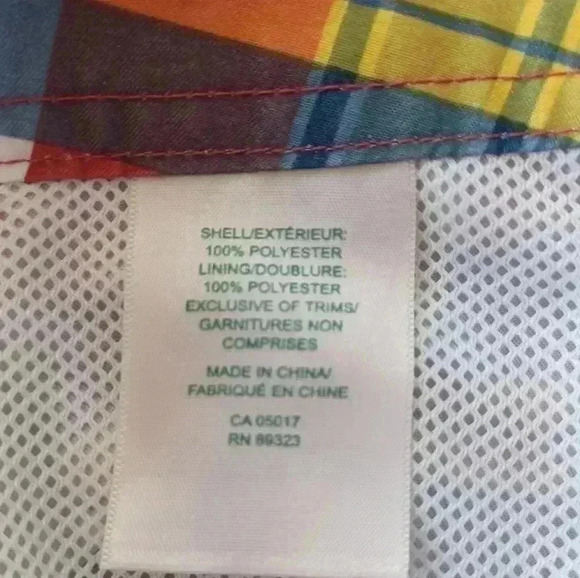 SHELL/EXTÉRIEUR:
100% POLYESTER
LINING/DOUBLURE:
100% POLYESTER
EXCLUSIVE OF TRIMS/
GARNITURES NON
COMPRISES
MADE IN CHINA/
FABRIQUÉ EN CHINE
CA 05017
RN 89323